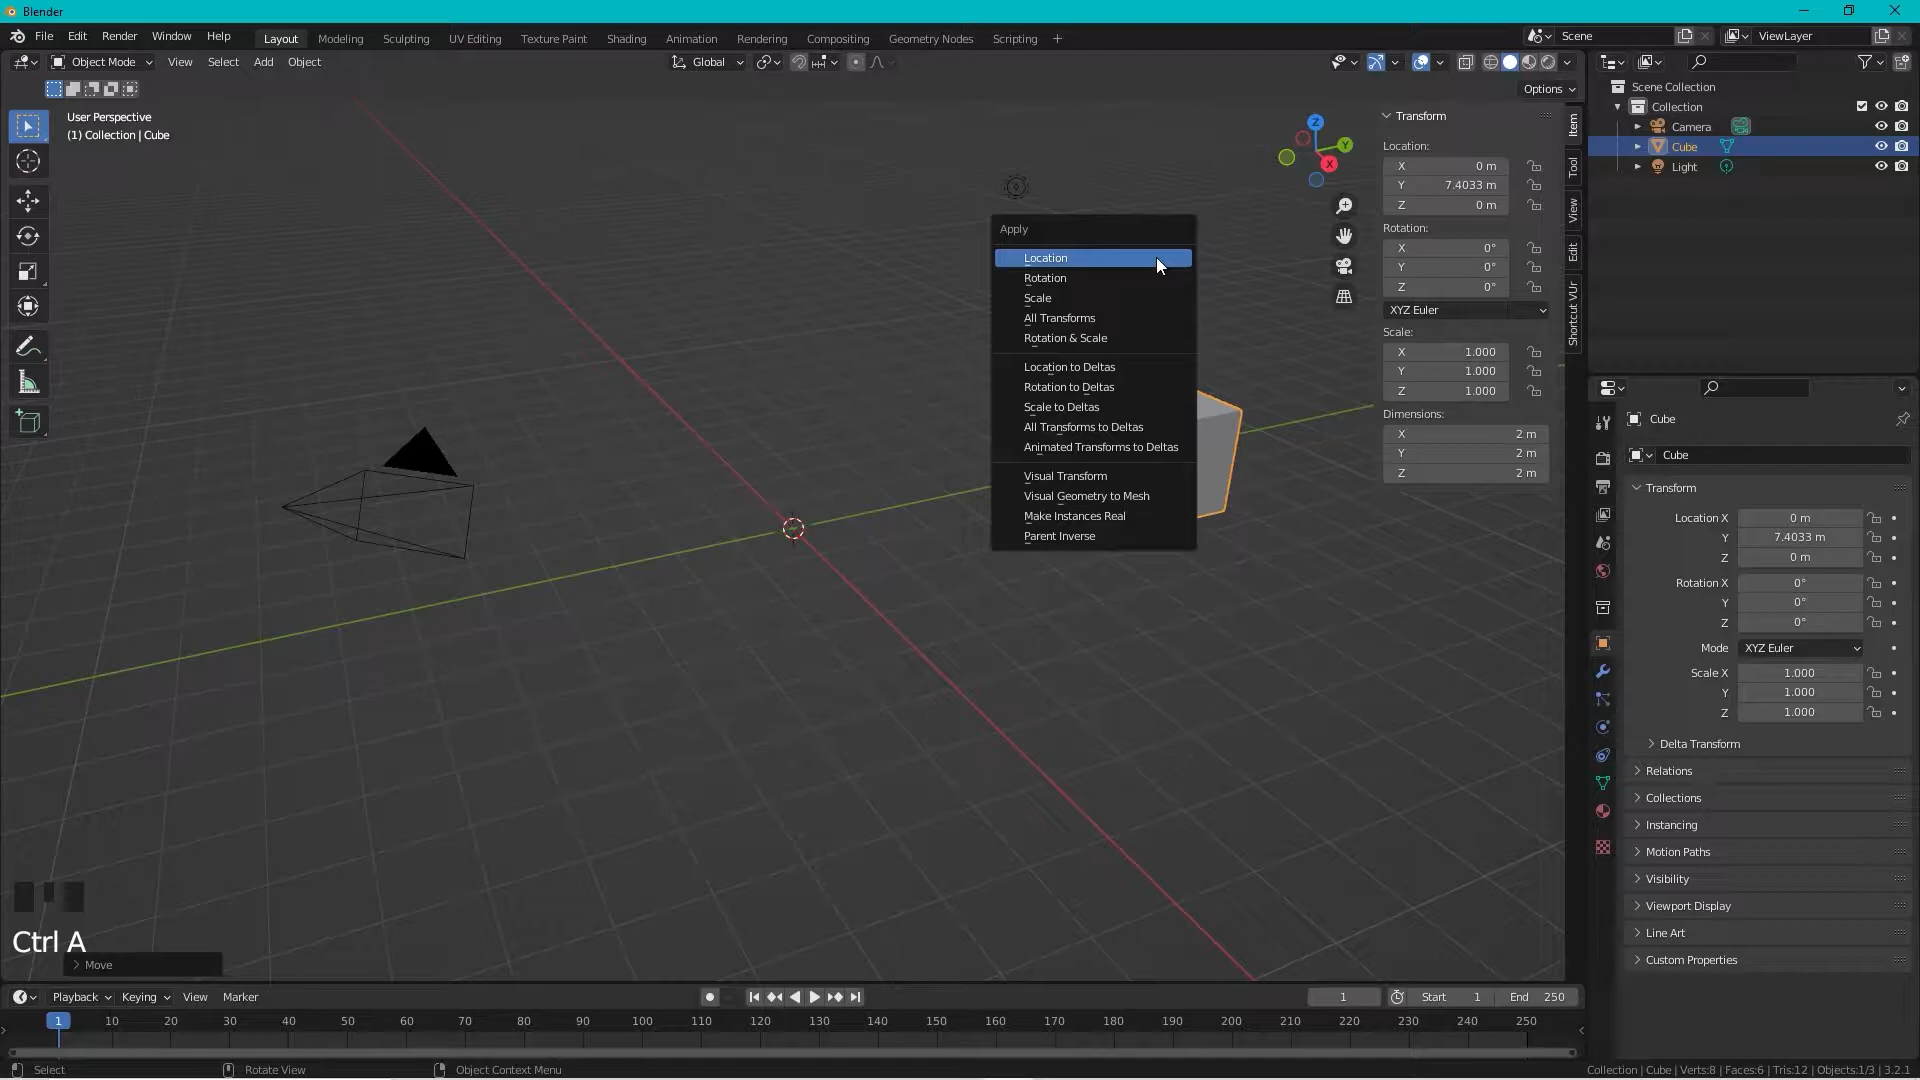 Blender
File Edit Render Window Help
Layout Modeling Sculpting UV Editing Texture Paint Shading Animation Rendering Compositing Geometry Nodes Scripting +
Scene
ViewLayer
Object Mode View Select Add Object
Global
Options
User Perspective
(1) Collection | Cube
Z
Y
X
Apply
Location
Rotation
Scale
All Transforms
Rotation & Scale
Location to Deltas
Rotation to Deltas
Scale to Deltas
All Transforms to Deltas
Animated Transforms to Deltas
Visual Transform
Visual Geometry to Mesh
Make Instances Real
Parent Inverse
Transform
Location:
X 0 m
Y 7.4033 m
Z 0 m
Rotation:
X 0°
Y 0°
Z 0°
XYZ Euler
Scale:
X 1.000
Y 1.000
Z 1.000
Dimensions:
X 2 m
Y 2 m
Z 2 m
Item
Tool
View
Edit
Shortcut VUr
Scene Collection
Collection
Camera
Cube
Light
Cube
Cube
Transform
Location X 0 m
Y 7.4033 m
Z 0 m
Rotation X 0°
Y 0°
Z 0°
Mode XYZ Euler
Scale X 1.000
Y 1.000
Z 1.000
Delta Transform
Relations
Collections
Instancing
Motion Paths
Visibility
Viewport Display
Line Art
Custom Properties
Ctrl A
Move
Playback Keying View Marker
1
Start 1
End 250
1 10 20 30 40 50 60 70 80 90 100 110 120 130 140 150 160 170 180 190 200 210 220 230 240 250
Select
Rotate View
Object Context Menu
Collection | Cube | Verts:8 | Faces:6 | Tris:12 | Objects:1/3 | 3.2.1